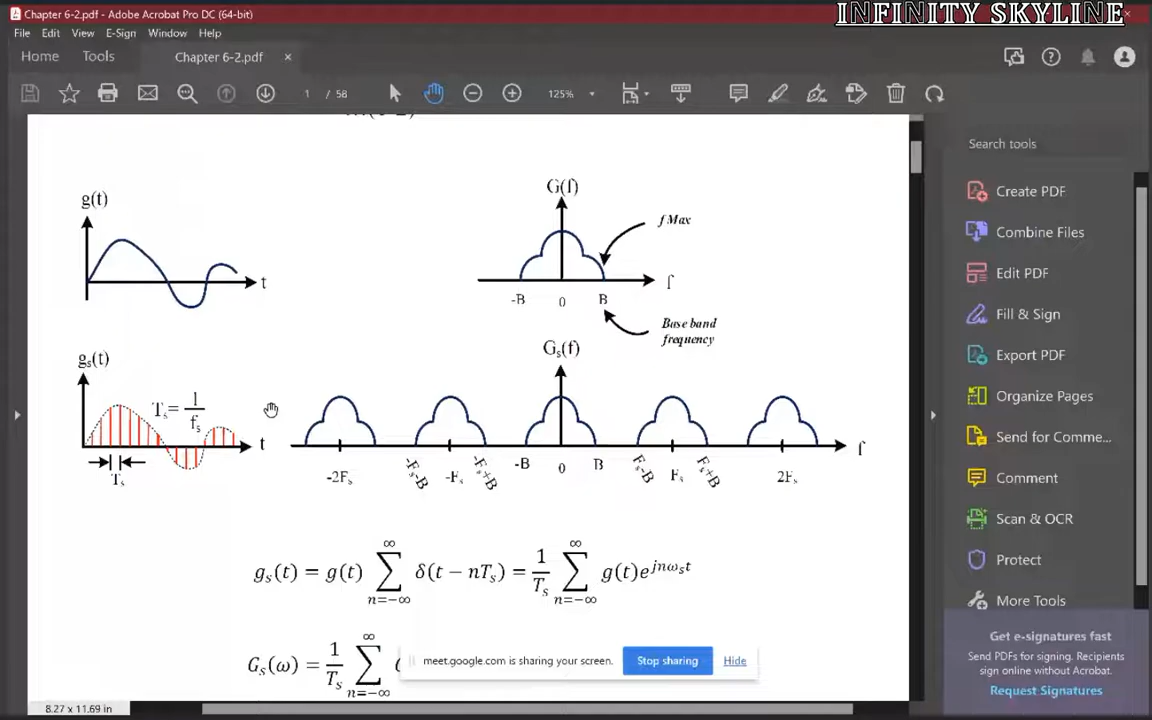 Chapter 6-2.pdf - Adobe Acrobat Pro DC (64-bit)
INFINITY SKYLINE
File Edit View E-Sign Window Help
Home Tools Chapter 6-2.pdf ×
1 / 58 125%
Search tools
Create PDF
Combine Files
Edit PDF
Fill & Sign
Export PDF
Organize Pages
Send for Comme...
Comment
Scan & OCR
Protect
More Tools
Get e-signatures fast
Send PDFs for signing. Recipients
sign online without Acrobat.
Request Signatures
g(t)
t
G(f)
f Max
f
-B 0 B
Base band
frequency
gₛ(t)
Tₛ = 1/fₛ
t
Tₛ
Gₛ(f)
f
-2Fₛ -Fₛ-B -Fₛ -Fₛ+B -B 0 B Fₛ-B Fₛ Fₛ+B 2Fₛ
gₛ(t) = g(t) ∑_{n=-∞}^{∞} δ(t − nTₛ) = 1/Tₛ ∑_{n=-∞}^{∞} g(t)e^{jnωₛt}
Gₛ(ω) = 1/Tₛ ∑_{n=-∞}^{∞}
meet.google.com is sharing your screen. Stop sharing Hide
8.27 x 11.69 in